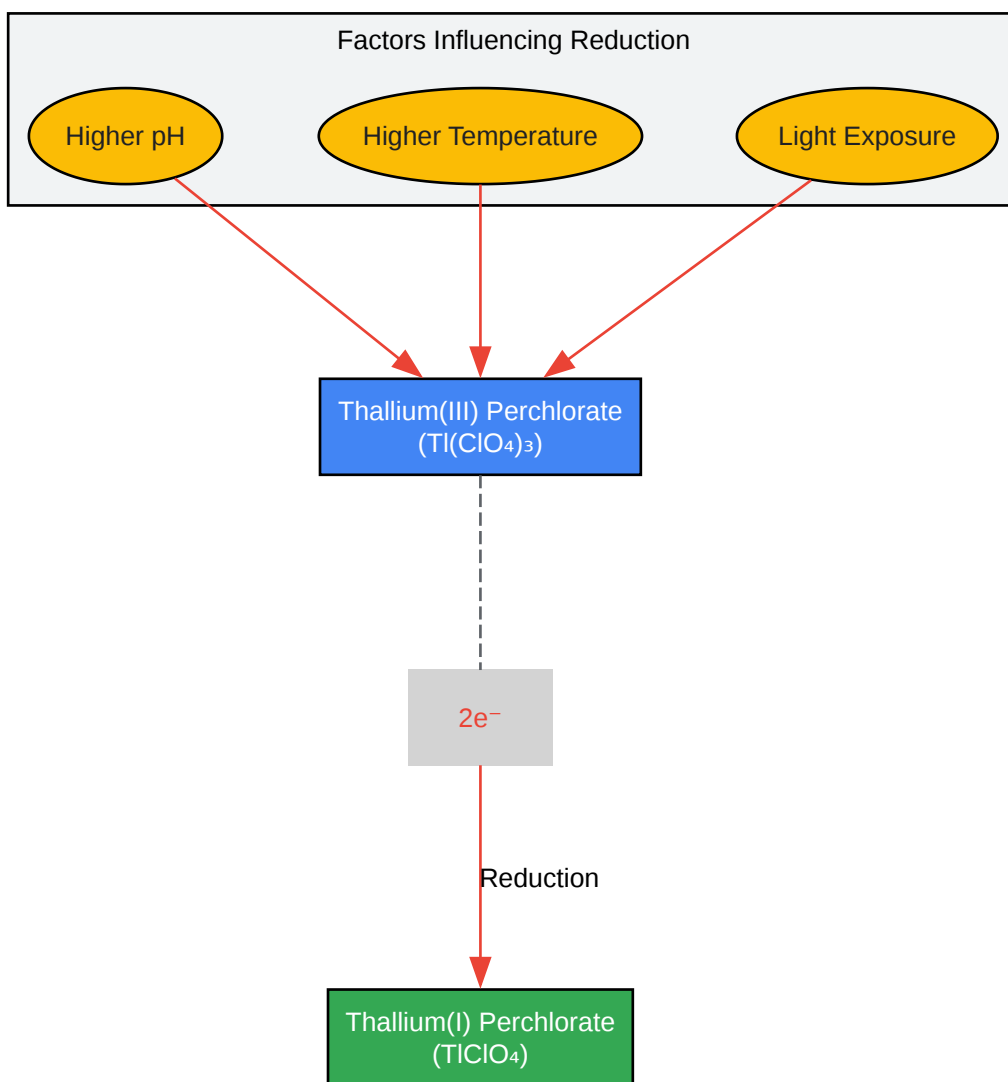 Factors Influencing Reduction
Higher pH
Higher Temperature
Light Exposure
Thallium(III) Perchlorate
(Tl(ClO₄)₃)
2e⁻
Reduction
Thallium(I) Perchlorate
(TlClO₄)